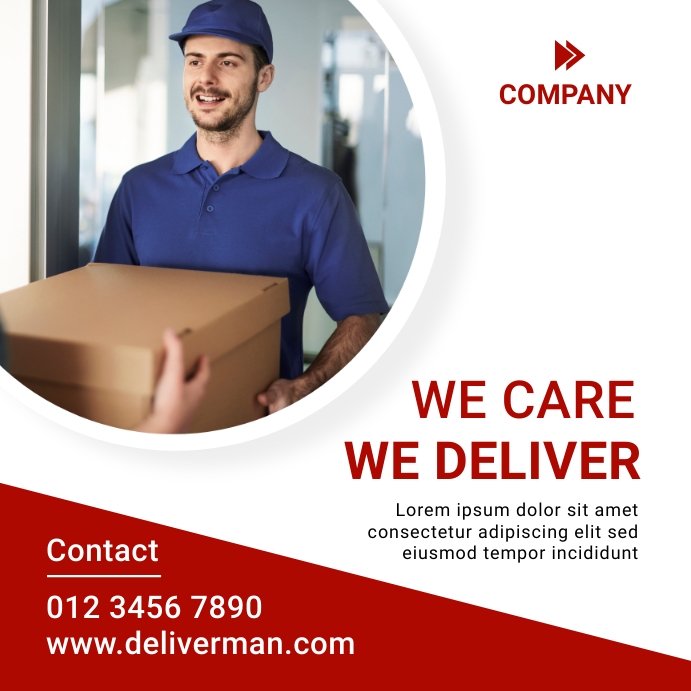 COMPANY
WE CARE
WE DELIVER
Lorem ipsum dolor sit amet
consectetur adipiscing elit sed
eiusmod tempor incididunt
Contact
012 3456 7890
www.deliverman.com